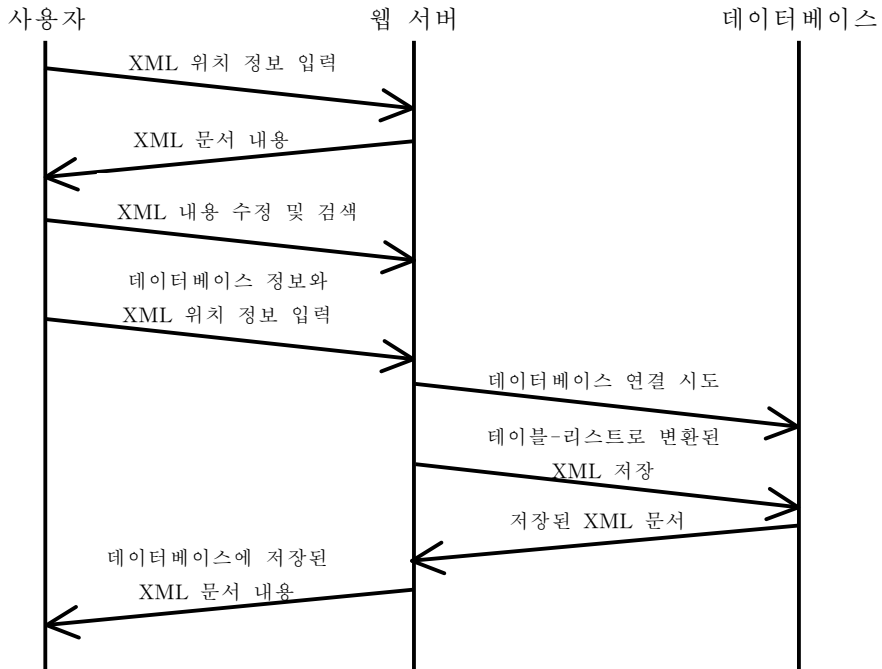 사용자 웹 서버 데이터베이스
XML 위치 정보 입력
XML 문서 내용
XML 내용 수정 및 검색
데이터베이스 정보와
XML 위치 정보 입력
데이터베이스 연결 시도
테이블-리스트로 변환된
XML 저장
저장된 XML 문서
데이터베이스에 저장된
XML 문서 내용